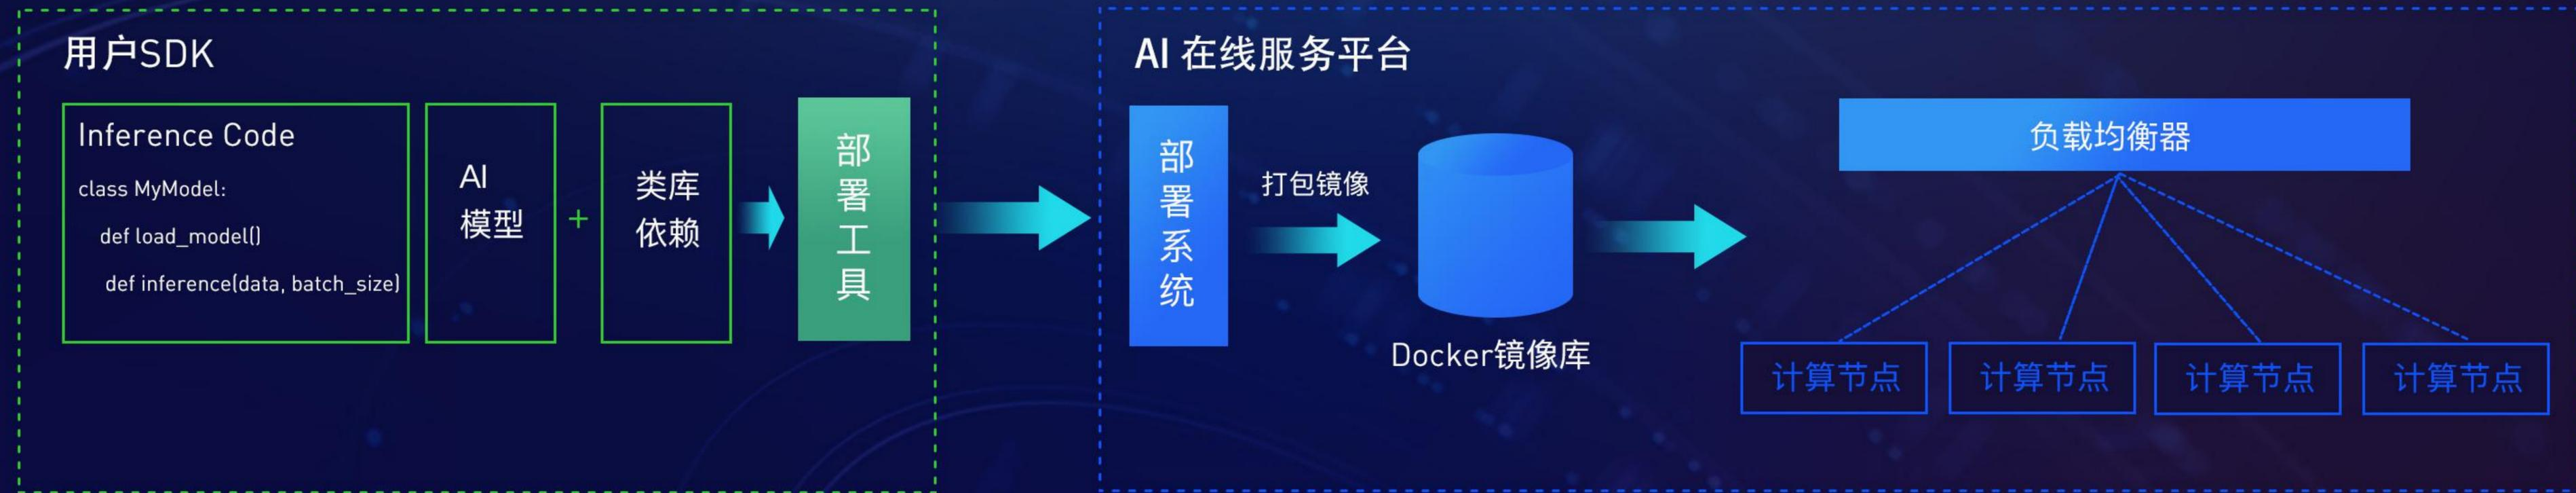 用户SDK
Inference Code
class MyModel:
def load_model()
def inference(data, batch_size)
AI
模型
+
类库
依赖
部署工具
AI 在线服务平台
部署系统
打包镜像
Docker镜像库
负载均衡器
计算节点
计算节点
计算节点
计算节点